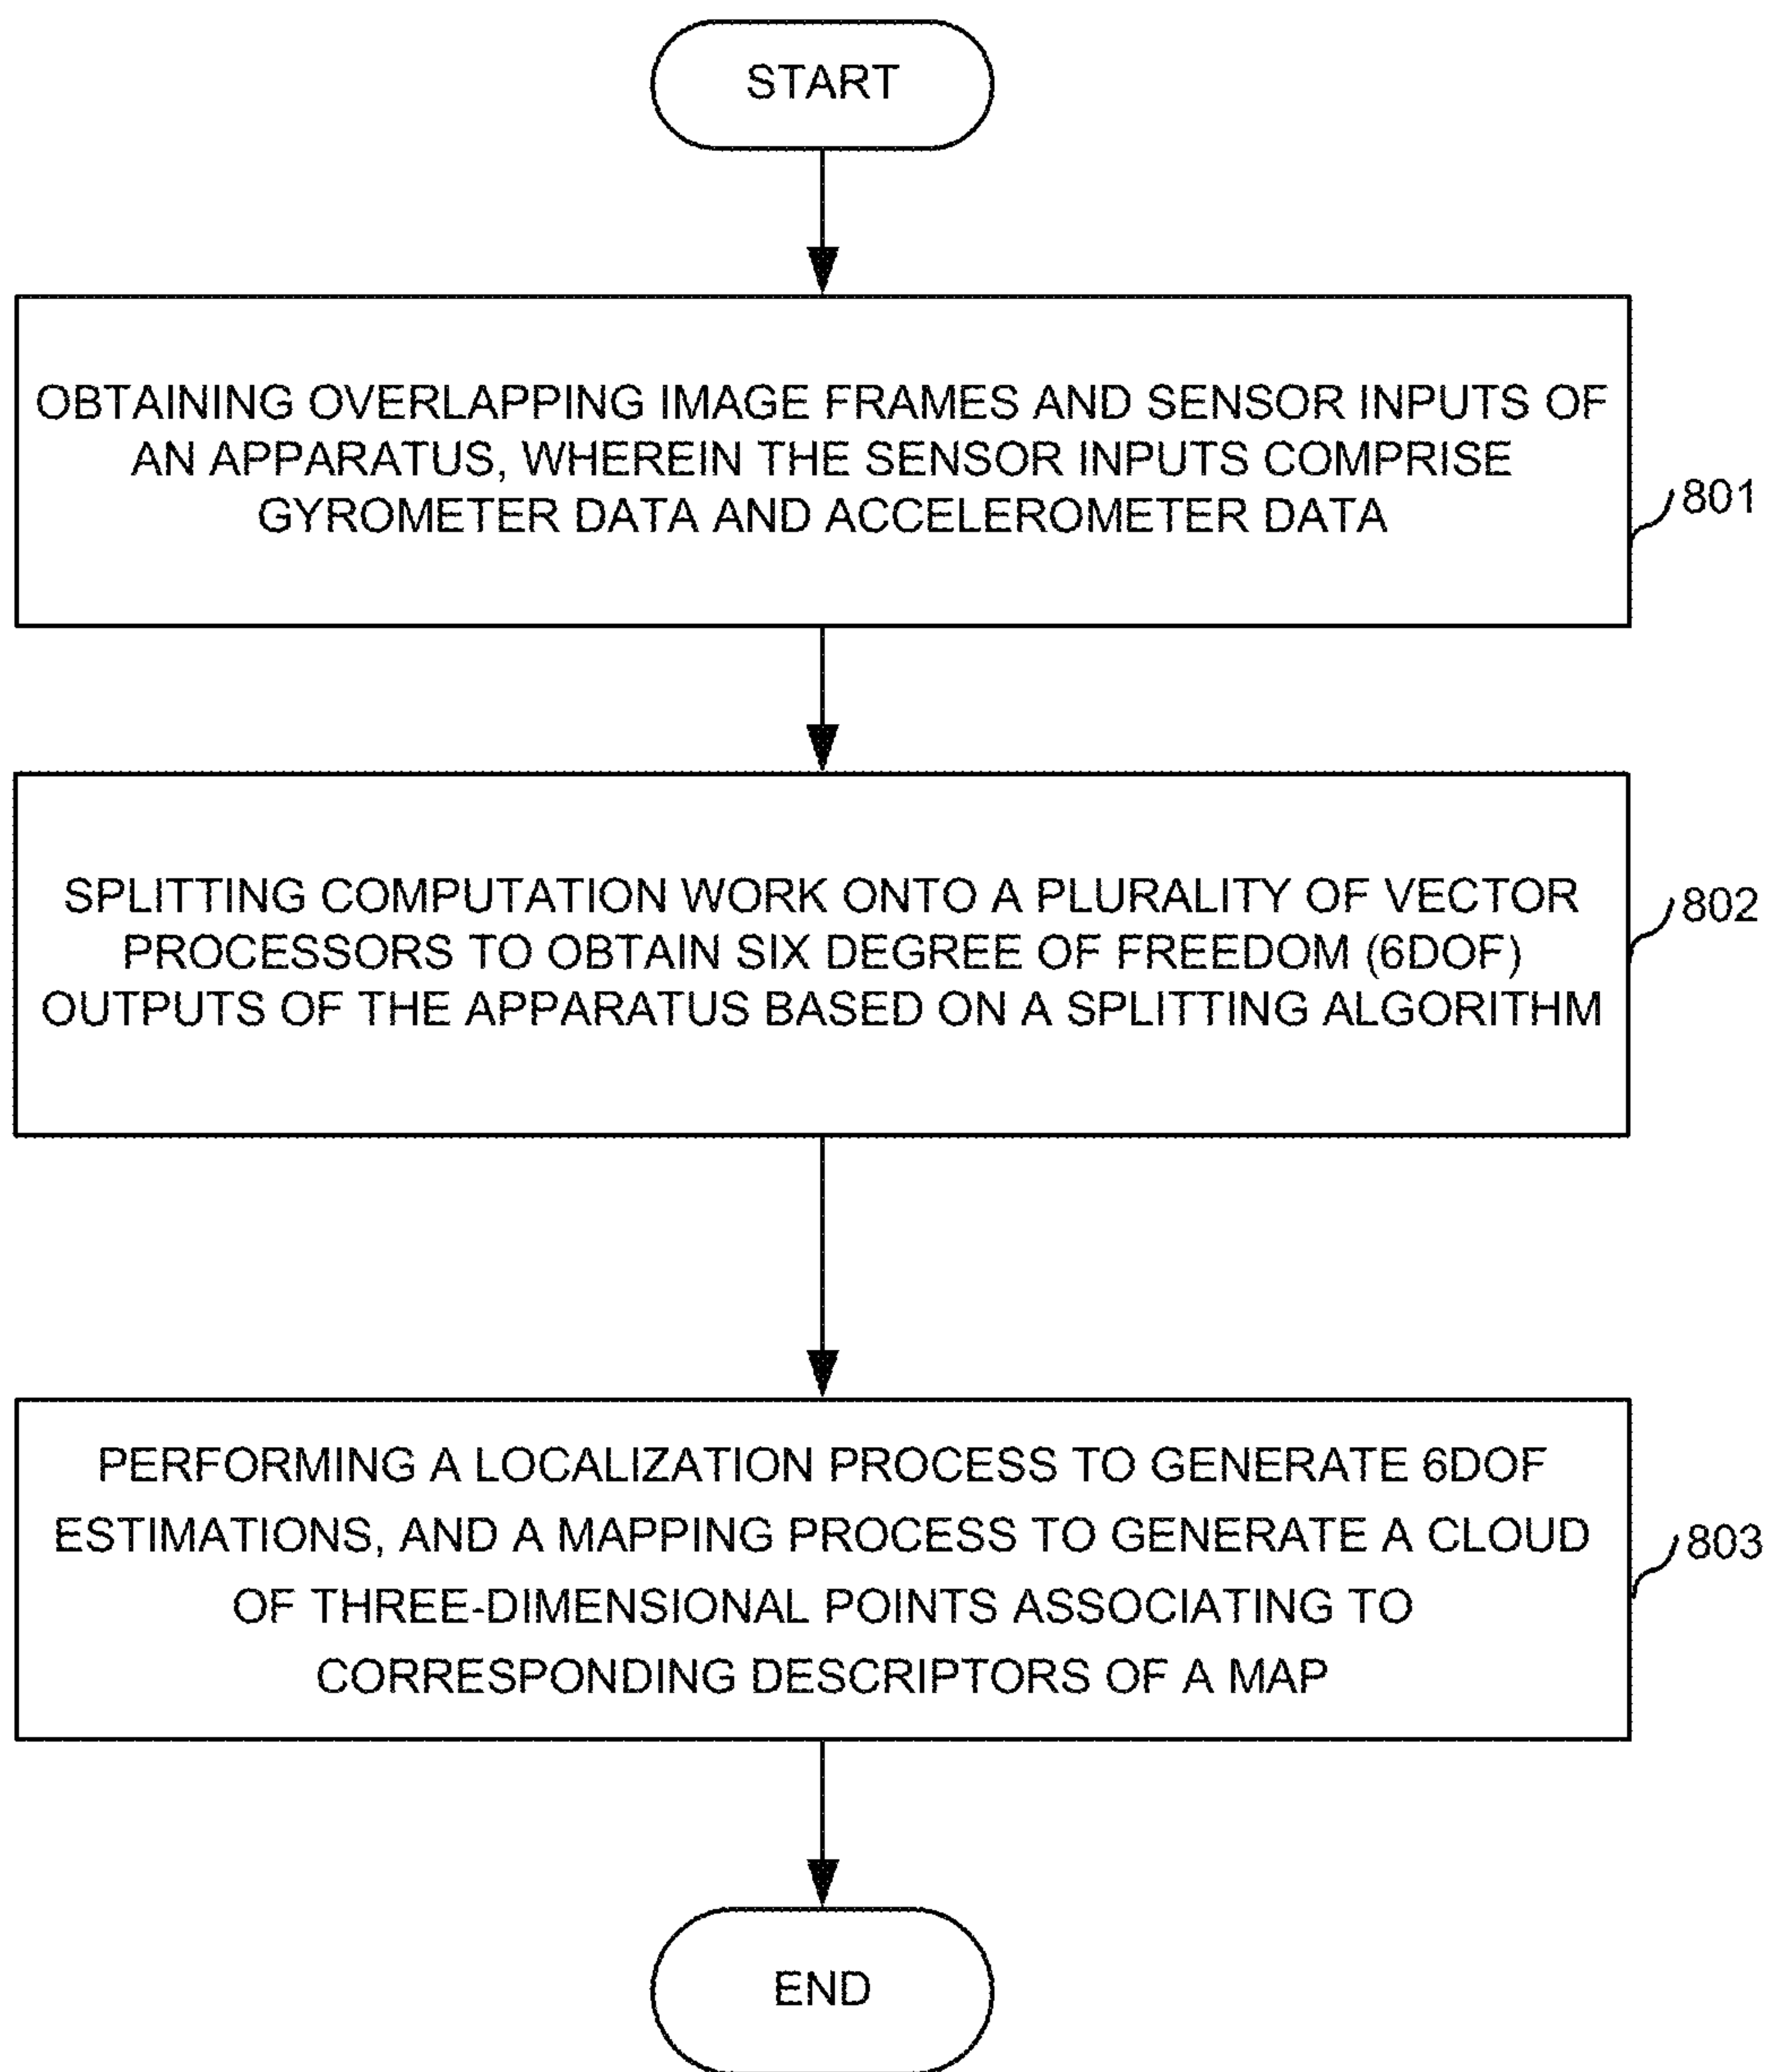 START
OBTAINING OVERLAPPING IMAGE FRAMES AND SENSOR INPUTS OF
AN APPARATUS, WHEREIN THE SENSOR INPUTS COMPRISE
GYROMETER DATA AND ACCELEROMETER DATA
801
SPLITTING COMPUTATION WORK ONTO A PLURALITY OF VECTOR
PROCESSORS TO OBTAIN SIX DEGREE OF FREEDOM (6DOF)
OUTPUTS OF THE APPARATUS BASED ON A SPLITTING ALGORITHM
802
PERFORMING A LOCALIZATION PROCESS TO GENERATE 6DOF
ESTIMATIONS, AND A MAPPING PROCESS TO GENERATE A CLOUD
OF THREE-DIMENSIONAL POINTS ASSOCIATING TO
CORRESPONDING DESCRIPTORS OF A MAP
803
END